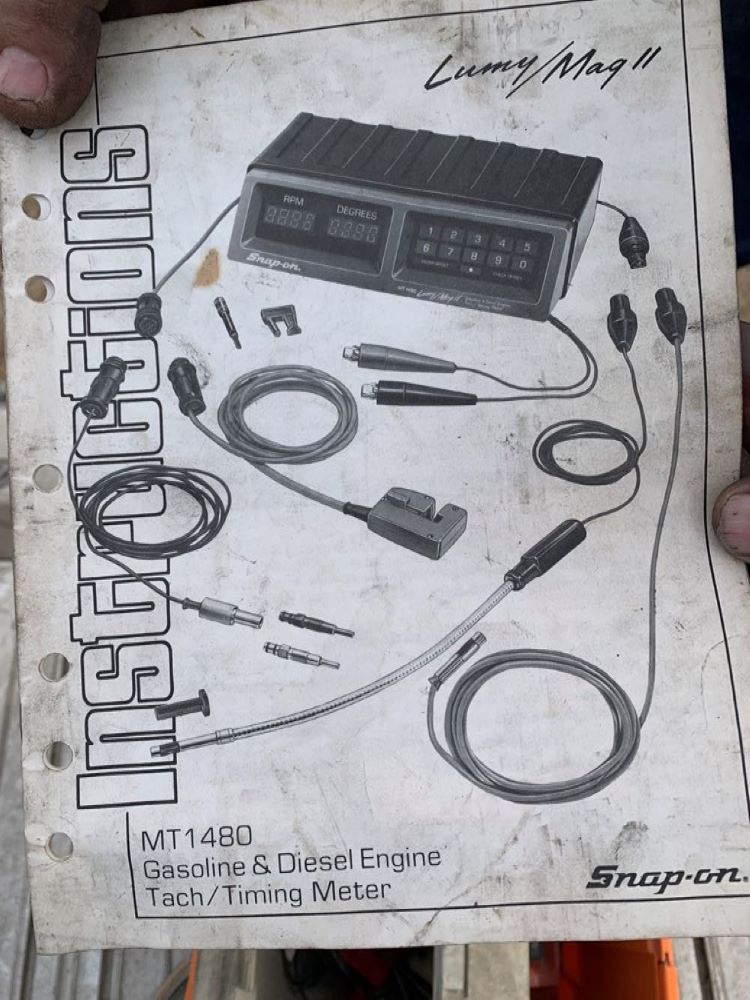 Lumy/Mag II
Instructions
RPM
DEGREES
1 2 3 4 5
6 7 8 9 0
Snap-on.
MT1480
Gasoline & Diesel Engine
Tach/Timing Meter
Snap-on.